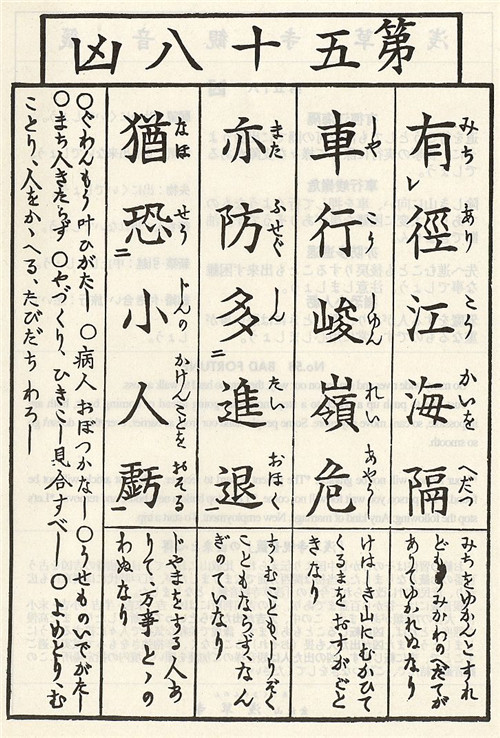 第五十八凶
みちありこうかいをへだつ
有レ徑江海隔
みちをゆかんとすれ
どもうみかわのへだてが
あつてゆかれぬなり
やこうしゆんれいあやうし
車行峻嶺危
けはしき山にむかひて
くるまをおすがごと
きなり
またふせぐしんたいおほく
亦防二多進退一
すゝむこともしりぞく
こともならず、なん
ぎていなり
なほせうじんのかけんことをおそる
猶恐二小人虧一
じやまをする人あ
りて万事とゝの
わぬなり
○ぐわんもう叶ひがたし ○病人おぼつかなし ○うせものいでがたし
○まち人きたらず ○やづくり、ひきこし見合すべし ○よめとり、む
ことり、人をかゝへる、たびだちわろし